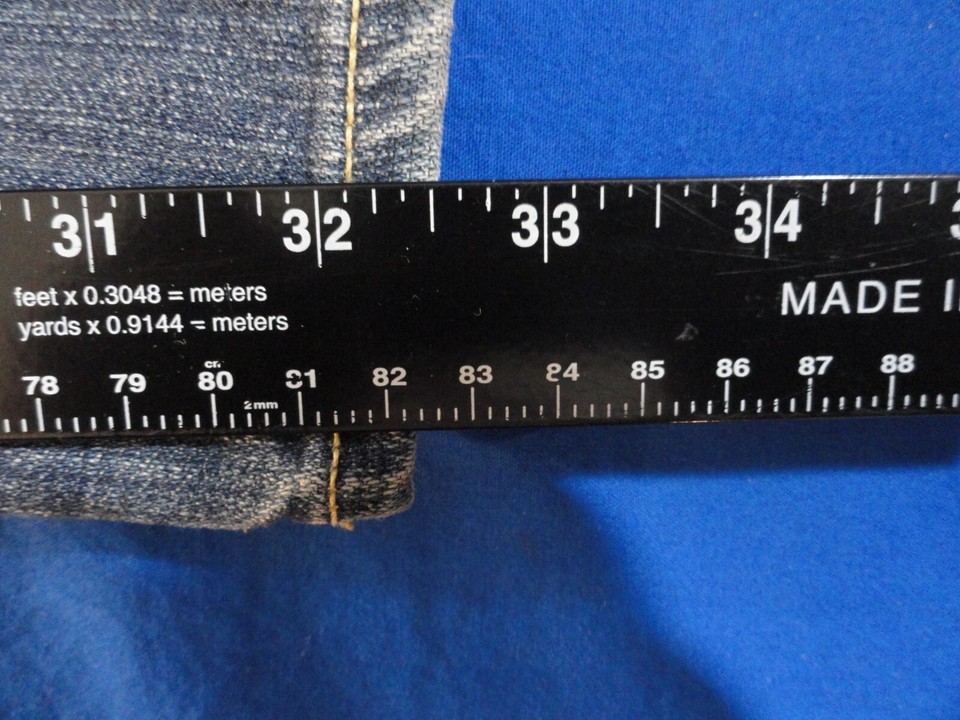 31 32 33 34 3
feet x 0.3048 = meters
yards x 0.9144 = meters
MADE
78 79 80 81 82 83 84 85 86 87 88
cm
2mm